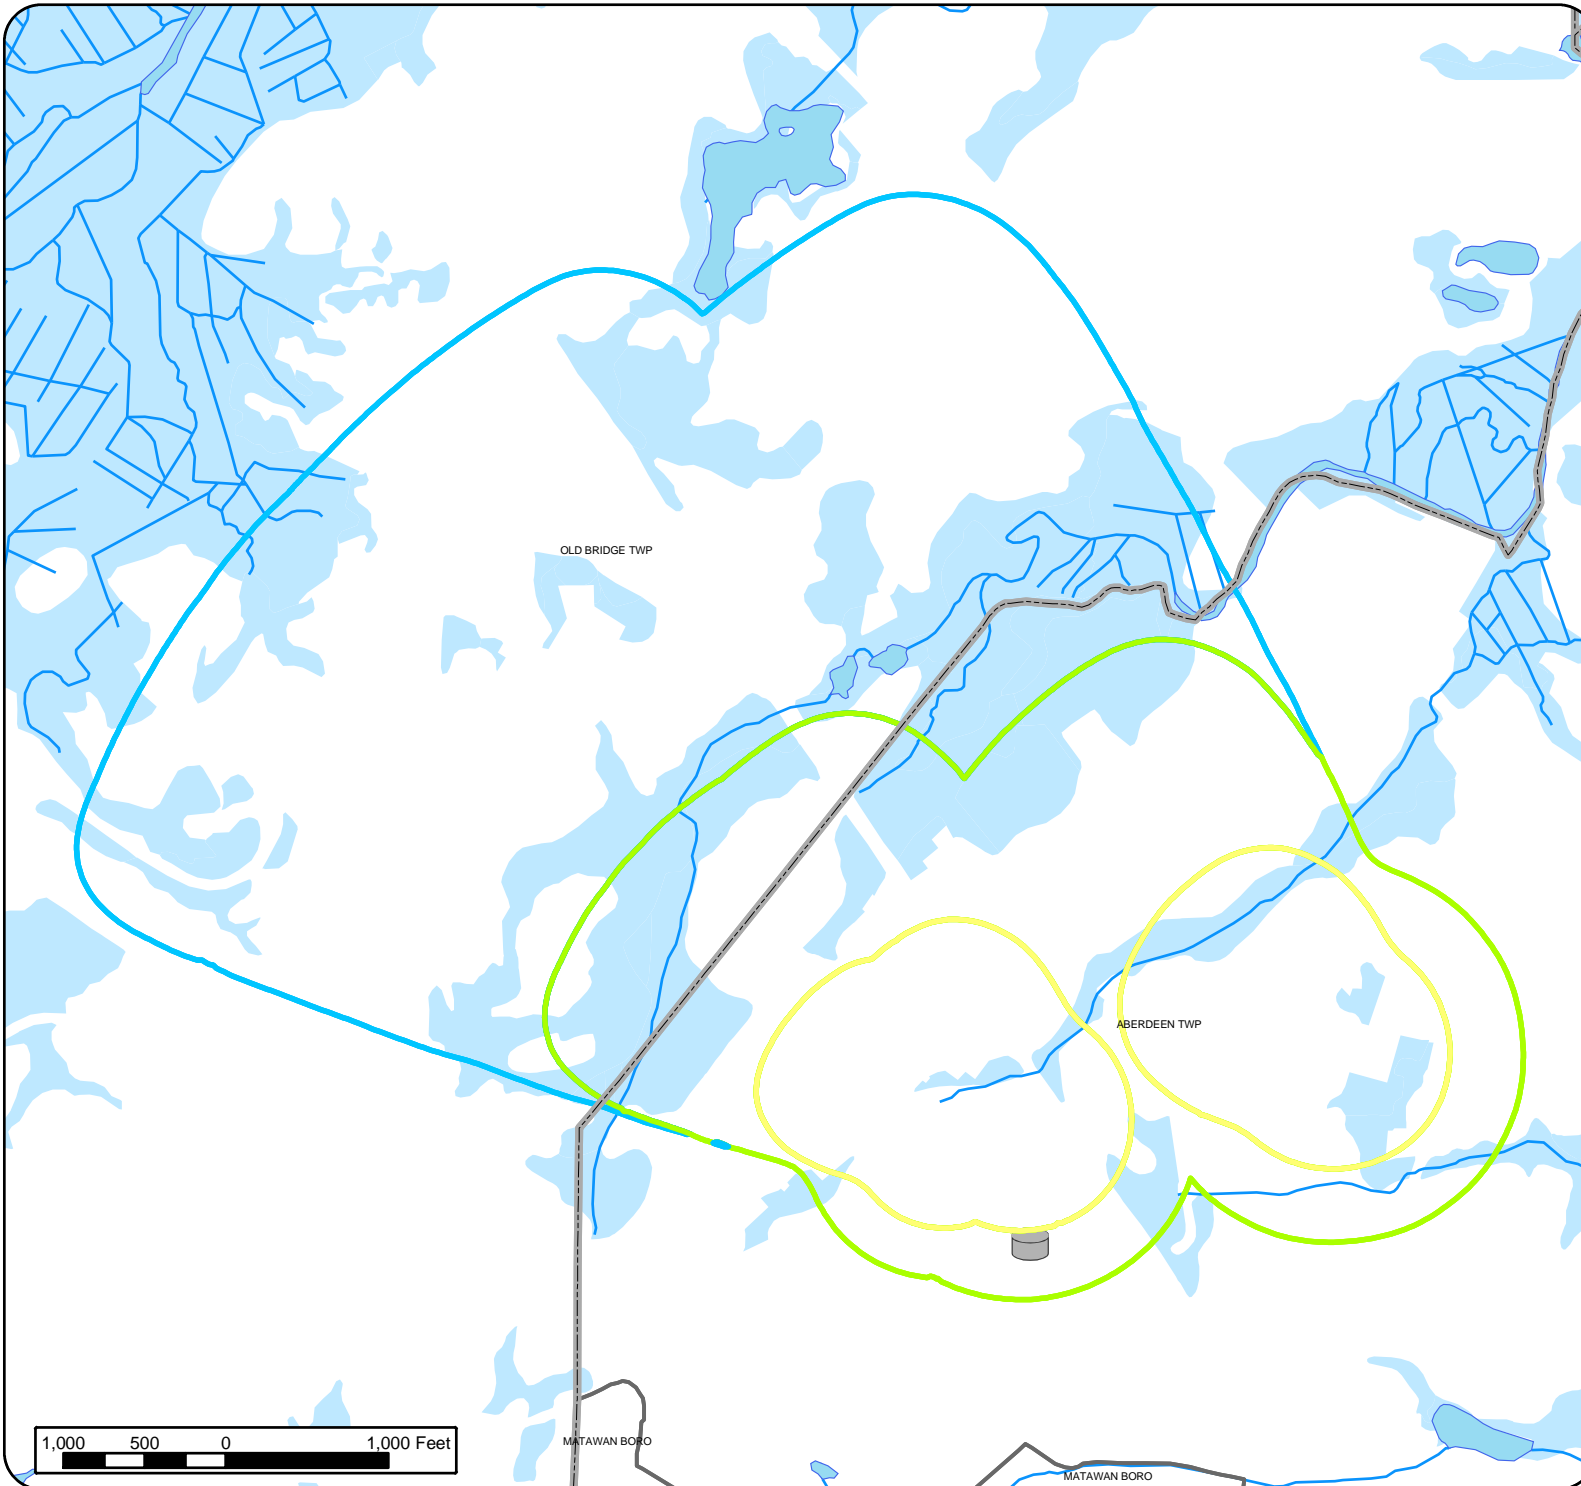 OLD BRIDGE TWP
ABERDEEN TWP
1,000 500 0 1,000 Feet
MATAWAN BORO
MATAWAN BORO